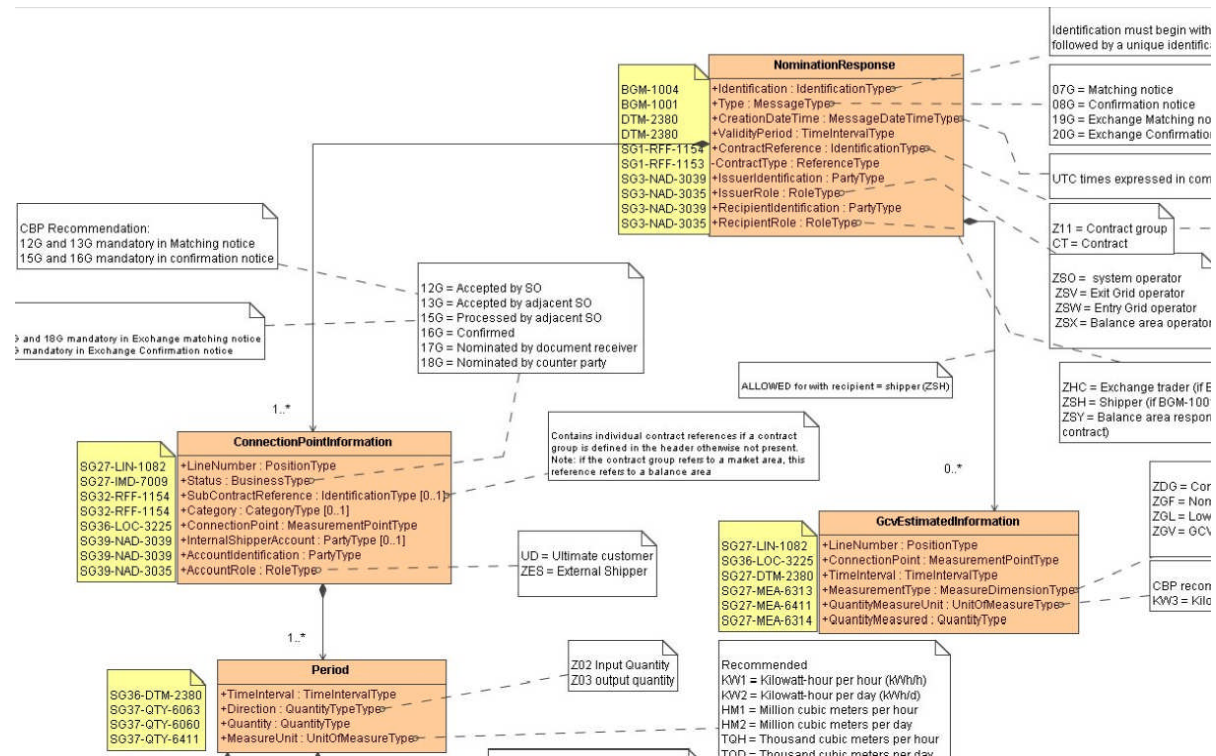 Identification must begin with
followed by a unique identifica
NominationResponse
BGM-1004
BGM-1001
DTM-2380
DTM-2380
SG1-RFF-1154
SG1-RFF-1153
SG3-NAD-3039
SG3-NAD-3035
SG3-NAD-3039
SG3-NAD-3035
+Identification : IdentificationType
+Type : MessageType
+CreationDateTime : MessageDateTimeType
+ValidityPeriod : TimeIntervalType
+ContractReference : IdentificationType
-ContractType : ReferenceType
+IssuerIdentification : PartyType
+IssuerRole : RoleType
+RecipientIdentification : PartyType
+RecipientRole : RoleType
07G = Matching notice
08G = Confirmation notice
19G = Exchange Matching no
20G = Exchange Confirmation
UTC times expressed in com
Z11 = Contract group
CT = Contract
ZSO = system operator
ZSV = Exit Grid operator
ZSW = Entry Grid operator
ZSX = Balance area operator
CBP Recommendation:
12G and 13G mandatory in Matching notice
15G and 16G mandatory in confirmation notice
and 18G mandatory in Exchange matching notice
mandatory in Exchange Confirmation notice
12G = Accepted by SO
13G = Accepted by adjacent SO
15G = Processed by adjacent SO
16G = Confirmed
17G = Nominated by document receiver
18G = Nominated by counter party
ALLOWED for with recipient = shipper (ZSH)
ZHC = Exchange trader (if B
ZSH = Shipper (if BGM-100
ZSY = Balance area respon
contract)
1..*
ConnectionPointInformation
SG27-LIN-1082
SG27-IMD-7009
SG32-RFF-1154
SG32-RFF-1154
SG36-LOC-3225
SG39-NAD-3039
SG39-NAD-3039
SG39-NAD-3035
+LineNumber : PositionType
+Status : BusinessType
+SubContractReference : IdentificationType [0..1]
+Category : CategoryType [0..1]
+ConnectionPoint : MeasurementPointType
+InternalShipperAccount : PartyType [0..1]
+AccountIdentification : PartyType
+AccountRole : RoleType
Contains individual contract references if a contract
group is defined in the header otherwise not present.
Note: if the contract group refers to a market area, this
reference refers to a balance area
UD = Ultimate customer
ZES = External Shipper
0..*
GcvEstimatedInformation
SG27-LIN-1082
SG36-LOC-3225
SG27-DTM-2380
SG27-MEA-6313
SG27-MEA-6411
SG27-MEA-6314
+LineNumber : PositionType
+ConnectionPoint : MeasurementPointType
+TimeInterval : TimeIntervalType
+MeasurementType : MeasureDimensionType
+QuantityMeasureUnit : UnitOfMeasureType
+QuantityMeasured : QuantityType
ZDG = Con
ZGF = Nom
ZGL = Low
ZGV = GCV
CBP recom
KW3 = Kilo
1..*
Period
SG36-DTM-2380
SG37-QTY-6063
SG37-QTY-6060
SG37-QTY-6411
+TimeInterval : TimeIntervalType
+Direction : QuantityTypeType
+Quantity : QuantityType
+MeasureUnit : UnitOfMeasureType
Z02 Input Quantity
Z03 output quantity
Recommended
KW1 = Kilowatt-hour per hour (kWh/h)
KW2 = Kilowatt-hour per day (kWh/d)
HM1 = Million cubic meters per hour
HM2 = Million cubic meters per day
TQH = Thousand cubic meters per hour
TQD = Thousand cubic meters per day